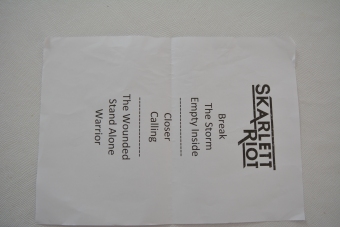 SKARLETT
RIOT
Break
The Storm
Empty Inside
--------------------
Closer
Calling
--------------------
The Wounded
Stand Alone
Warrior